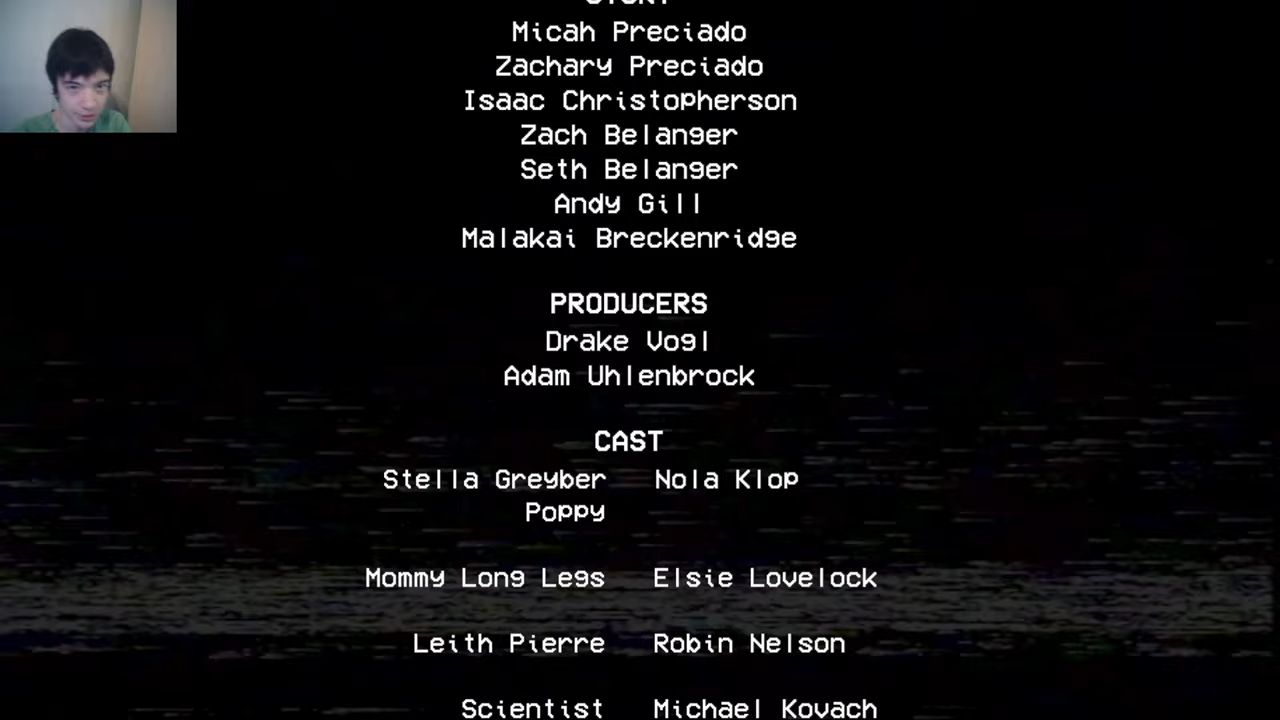 STORY
Micah Preciado
Zachary Preciado
Isaac Christopherson
Zach Belanger
Seth Belanger
Andy Gill
Malakai Breckenridge
PRODUCERS
Drake Vogl
Adam Uhlenbrock
CAST
Stella Greyber Nola Klop
Poppy
Mommy Long Legs Elsie Lovelock
Leith Pierre Robin Nelson
Scientist Michael Kovach